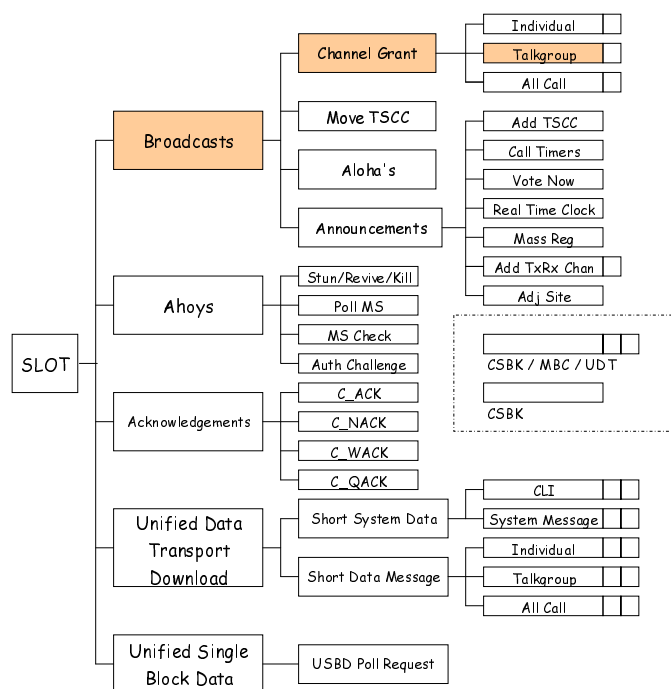 SLOT
Broadcasts
Channel Grant
Individual
Talkgroup
All Call
Move TSCC
Aloha's
Announcements
Add TSCC
Call Timers
Vote Now
Real Time Clock
Mass Reg
Add TxRx Chan
Adj Site
Ahoys
Stun/Revive/Kill
Poll MS
MS Check
Auth Challenge
CSBK / MBC / UDT
CSBK
Acknowledgements
C_ACK
C_NACK
C_WACK
C_QACK
Unified Data
Transport
Download
Short System Data
CLI
System Message
Short Data Message
Individual
Talkgroup
All Call
Unified Single
Block Data
USBD Poll Request